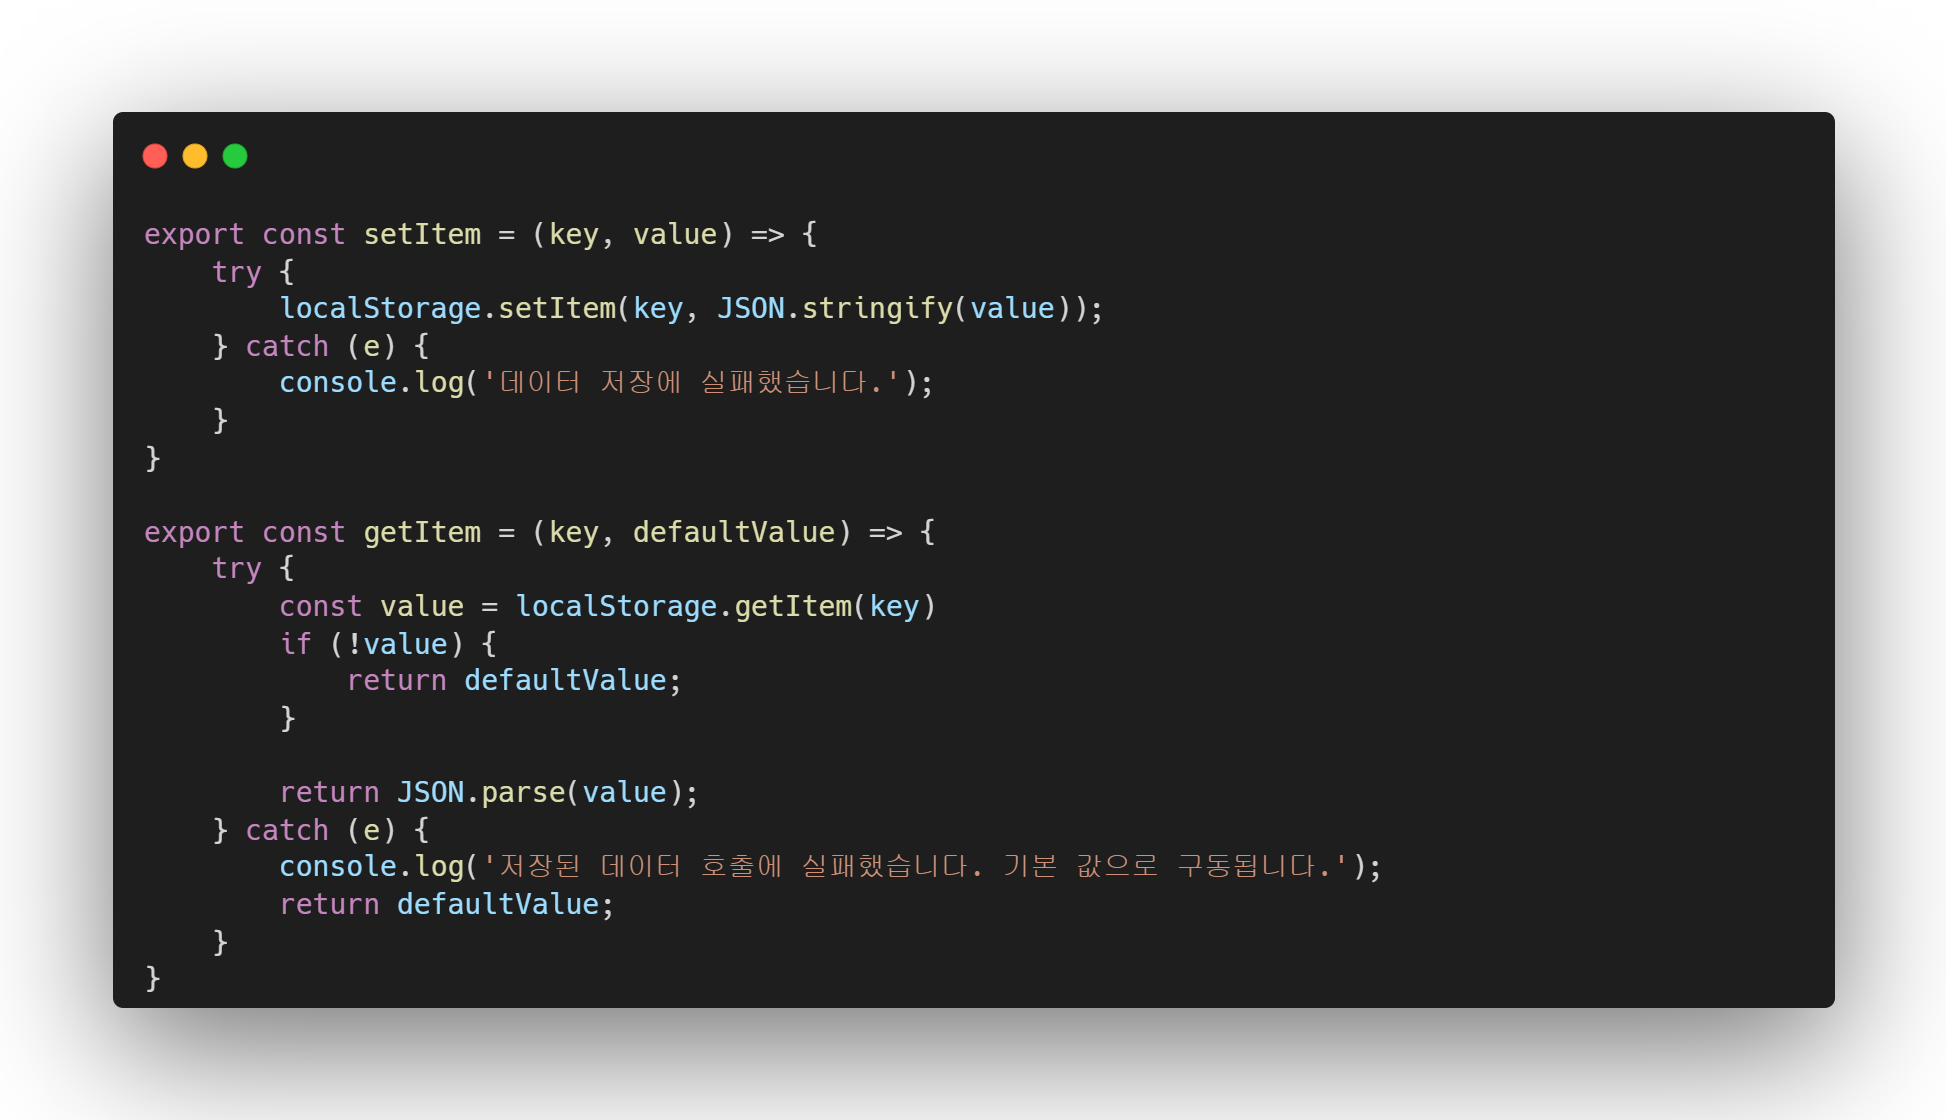 export const setItem = (key, value) => {
    try {
        localStorage.setItem(key, JSON.stringify(value));
    } catch (e) {
        console.log('데이터 저장에 실패했습니다.');
    }
}

export const getItem = (key, defaultValue) => {
    try {
        const value = localStorage.getItem(key)
        if (!value) {
            return defaultValue;
        }

        return JSON.parse(value);
    } catch (e) {
        console.log('저장된 데이터 호출에 실패했습니다. 기본 값으로 구동됩니다.');
        return defaultValue;
    }
}